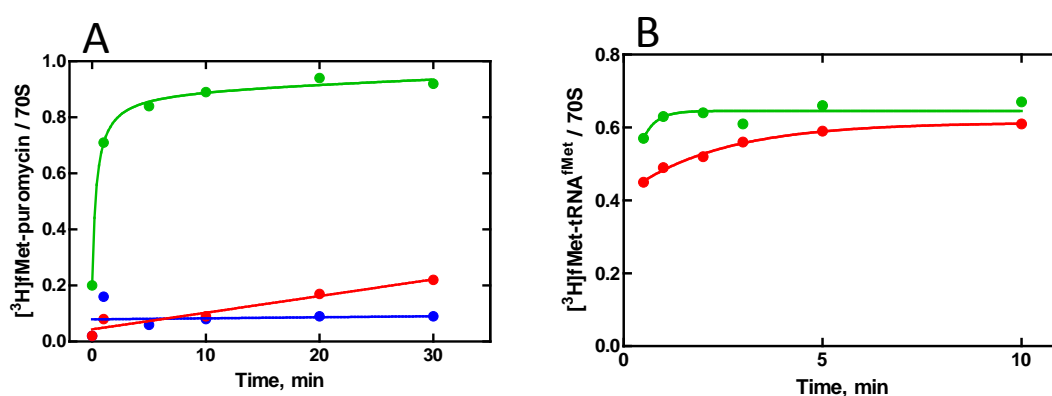 A
[³H]fMet-puromycin / 70S
1.0
0.8
0.6
0.4
0.2
0.0
0 10 20 30
Time, min
B
[³H]fMet-tRNAᶠᴹᵉᵗ / 70S
0.8
0.6
0.4
0.2
0.0
0 5 10
Time, min